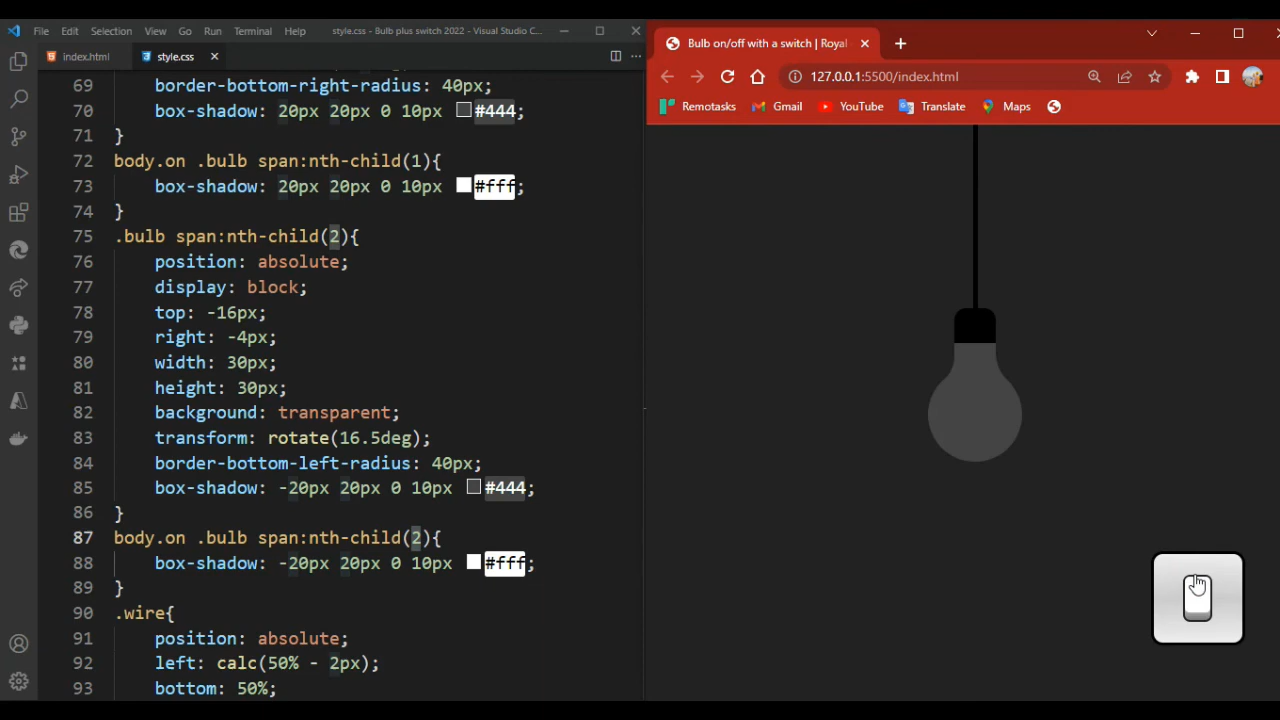 File Edit Selection View Go Run Terminal Help style.css - Bulb plus switch 2022 - Visual Studio C...
index.html style.css
69 border-bottom-right-radius: 40px;
70 box-shadow: 20px 20px 0 10px #444;
71 }
72 body.on .bulb span:nth-child(1){
73 box-shadow: 20px 20px 0 10px #fff;
74 }
75 .bulb span:nth-child(2){
76 position: absolute;
77 display: block;
78 top: -16px;
79 right: -4px;
80 width: 30px;
81 height: 30px;
82 background: transparent;
83 transform: rotate(16.5deg);
84 border-bottom-left-radius: 40px;
85 box-shadow: -20px 20px 0 10px #444;
86 }
87 body.on .bulb span:nth-child(2){
88 box-shadow: -20px 20px 0 10px #fff;
89 }
90 .wire{
91 position: absolute;
92 left: calc(50% - 2px);
93 bottom: 50%;
Bulb on/off with a switch | Royal
127.0.0.1:5500/index.html
Remotasks Gmail YouTube Translate Maps